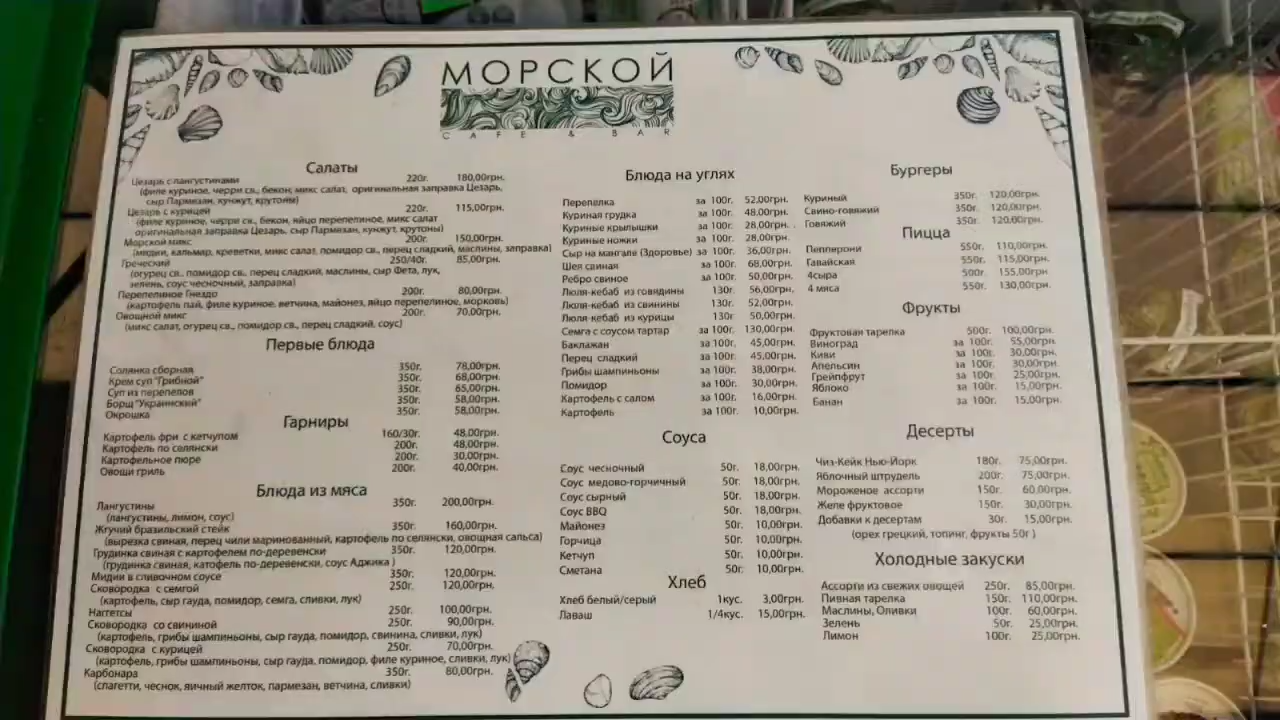 МОРСКОЙ
CAFE & BAR
Салаты
Цезарь с лангустинами 220г. 180,00грн.
(филе куриное, черри св., бекон, микс салат, оригинальная заправка Цезарь,
сыр Пармезан, кунжут, крутоны)
Цезарь с курицей 220г. 115,00грн.
(филе куриное, черри св., бекон, яйцо перепелиное, микс салат
оригинальная заправка Цезарь, сыр Пармезан, кунжут, крутоны)
Морской микс 200г. 150,00грн.
(мидии, кальмар, креветки, микс салат, помидор св., перец сладкий, маслины, заправка)
Греческий 250/40г. 85,00грн.
(огурец св., помидор св., перец сладкий, маслины, сыр Фета, лук,
зелень, соус чесночный, заправка)
Перепелиное Гнездо 200г. 80,00грн.
(картофель пай, филе куриное, ветчина, майонез, яйцо перепелиное, морковь)
Овощной микс 200г. 70,00грн.
(микс салат, огурец св., помидор св., перец сладкий, соус)
Первые блюда
Солянка сборная 350г. 78,00грн.
Крем суп "Грибной" 350г. 68,00грн.
Суп из перепелов 350г. 65,00грн.
Борщ "Украинский" 350г. 58,00грн.
Окрошка 350г. 58,00грн.
Гарниры
Картофель фри с кетчупом 160/30г. 48,00грн.
Картофель по селянски 200г. 48,00грн.
Картофельное пюре 200г. 30,00грн.
Овощи гриль 200г. 40,00грн.
Блюда из мяса
Лангустины 350г. 200,00грн.
(лангустины, лимон, соус)
Жгучий бразильский стейк 350г. 160,00грн.
(вырезка свиная, перец чили маринованный, картофель по селянски, овощная сальса)
Грудинка свиная с картофелем по-деревенски 350г. 120,00грн.
(грудинка свиная, катофель по-деревенски, соус Аджика )
Мидии в сливочном соусе 350г. 120,00грн.
Сковородка с семгой 250г. 120,00грн.
(картофель, сыр гауда, помидор, семга, сливки, лук)
Наггетсы 250г. 100,00грн.
Сковородка со свининой 250г. 90,00грн.
(картофель, грибы шампиньоны, сыр гауда, помидор, свинина, сливки, лук)
Сковородка с курицей 250г. 70,00грн.
(картофель, грибы шампиньоны, сыр гауда, помидор, филе куриное, сливки, лук)
Карбонара 350г. 80,00грн.
(спагетти, чеснок, яичный желток, пармезан, ветчина, сливки)
Блюда на углях
Перепелка за 100г. 52,00грн.
Куриная грудка за 100г. 48,00грн.
Куриные крылышки за 100г. 28,00грн.
Куриные ножки за 100г. 28,00грн.
Сыр на мангале (Здоровье) за 100г. 36,00грн.
Шея свиная за 100г. 68,00грн.
Ребро свиное за 100г. 50,00грн.
Люля-кебаб из говядины 130г. 56,00грн.
Люля-кебаб из свинины 130г. 52,00грн.
Люля-кебаб из курицы 130г 50,00грн.
Семга с соусом тартар за 100г. 130,00грн.
Баклажан за 100г. 45,00грн.
Перец сладкий за 100г. 45,00грн.
Грибы шампиньоны за 100г. 38,00грн.
Помидор за 100г. 30,00грн.
Картофель с салом за 100г. 16,00грн.
Картофель за 100г. 10,00грн.
Соуса
Соус чесночный 50г. 18,00грн.
Соус медово-горчичный 50г. 18,00грн.
Соус сырный 50г. 18,00грн.
Соус BBQ 50г. 18,00грн.
Майонез 50г. 10,00грн.
Горчица 50г. 10,00грн.
Кетчуп 50г. 10,00грн.
Сметана 50г. 10,00грн.
Хлеб
Хлеб белый/серый 1кус. 3,00грн.
Лаваш 1/4кус. 15,00грн.
Бургеры
Куриный 350г. 120,00грн.
Свино-говяжий 350г. 120,00грн.
Говяжий 350г. 120,00грн.
Пицца
Пепперони 550г. 110,00грн.
Гавайская 550г. 115,00грн.
4сыра 500г. 155,00грн.
4 мяса 550г. 130,00грн.
Фрукты
Фруктовая тарелка 500г. 100,00грн.
Виноград за 100г. 55,00грн.
Киви за 100г. 30,00грн.
Апельсин за 100г. 30,00грн.
Грейпфрут за 100г. 25,00грн.
Яблоко за 100г. 15,00грн.
Банан за 100г. 15,00грн.
Десерты
Чиз-Кейк Нью-Йорк 180г. 75,00грн.
Яблочный штрудель 200г. 75,00грн.
Мороженое ассорти 150г. 60,00грн.
Желе фруктовое 150г. 30,00грн.
Добавки к десертам 30г. 15,00грн.
(орех грецкий, топинг, фрукты 50г )
Холодные закуски
Ассорти из свежих овощей 250г. 85,00грн.
Пивная тарелка 150г. 110,00грн.
Маслины, Оливки 100г. 60,00грн.
Зелень 50г. 25,00грн.
Лимон 100г. 25,00грн.